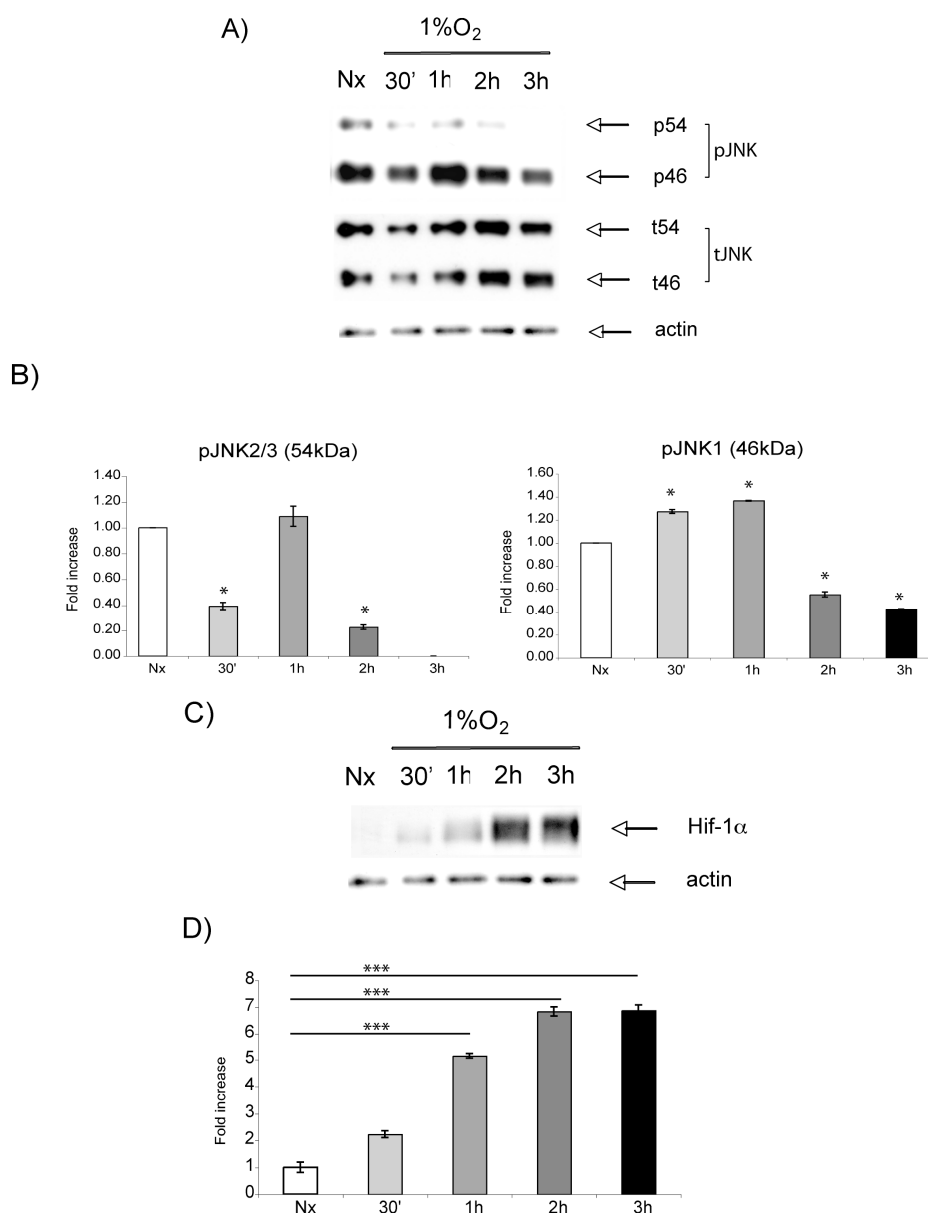 A)
1%O₂
Nx 30' 1h 2h 3h
p54
p46
pJNK
t54
t46
tJNK
actin
B)
pJNK2/3 (54kDa)
Fold increase
1.40
1.20
1.00
0.80
0.60
0.40
0.20
0.00
*
*
Nx 30' 1h 2h 3h
pJNK1 (46kDa)
Fold increase
1.60
1.40
1.20
1.00
0.80
0.60
0.40
0.20
0.00
*
*
*
*
Nx 30' 1h 2h 3h
C)
1%O₂
Nx 30' 1h 2h 3h
Hif-1α
actin
D)
Fold increase
8
7
6
5
4
3
2
1
0
***
***
***
Nx 30' 1h 2h 3h